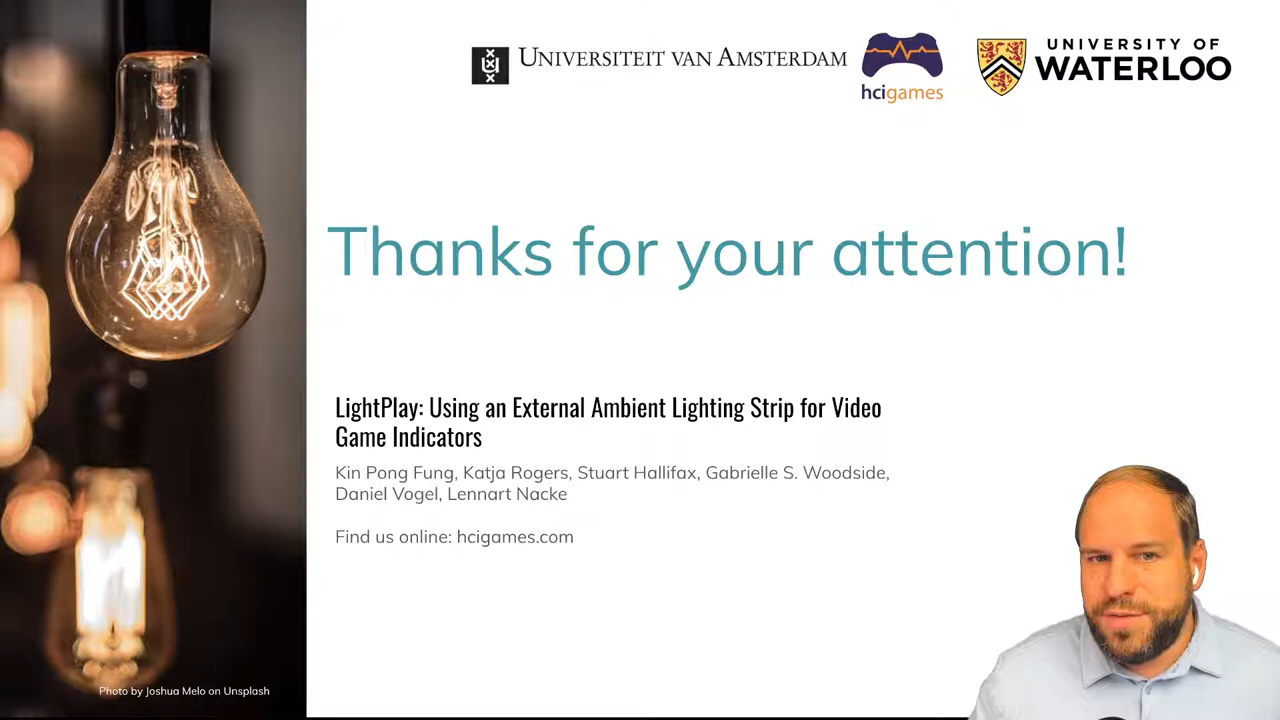 UNIVERSITEIT VAN AMSTERDAM
hcigames
UNIVERSITY OF
WATERLOO
Thanks for your attention!
LightPlay: Using an External Ambient Lighting Strip for Video
Game Indicators
Kin Pong Fung, Katja Rogers, Stuart Hallifax, Gabrielle S. Woodside,
Daniel Vogel, Lennart Nacke
Find us online: hcigames.com
Photo by Joshua Melo on Unsplash